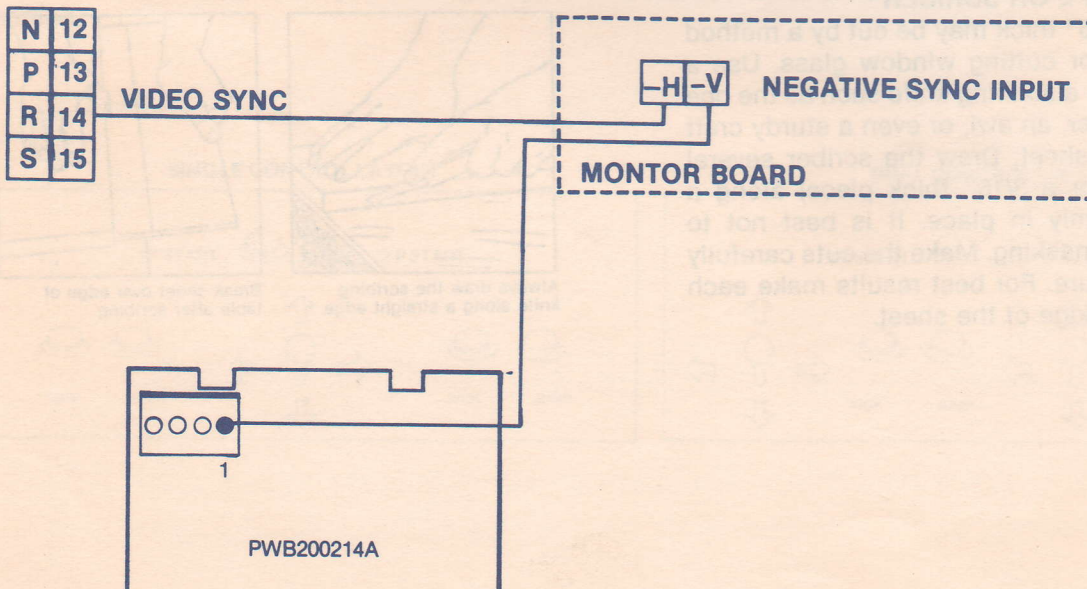 N 12
P 13
R 14
S 15
VIDEO SYNC
–H –V
NEGATIVE SYNC INPUT
MONTOR BOARD
1
PWB200214A